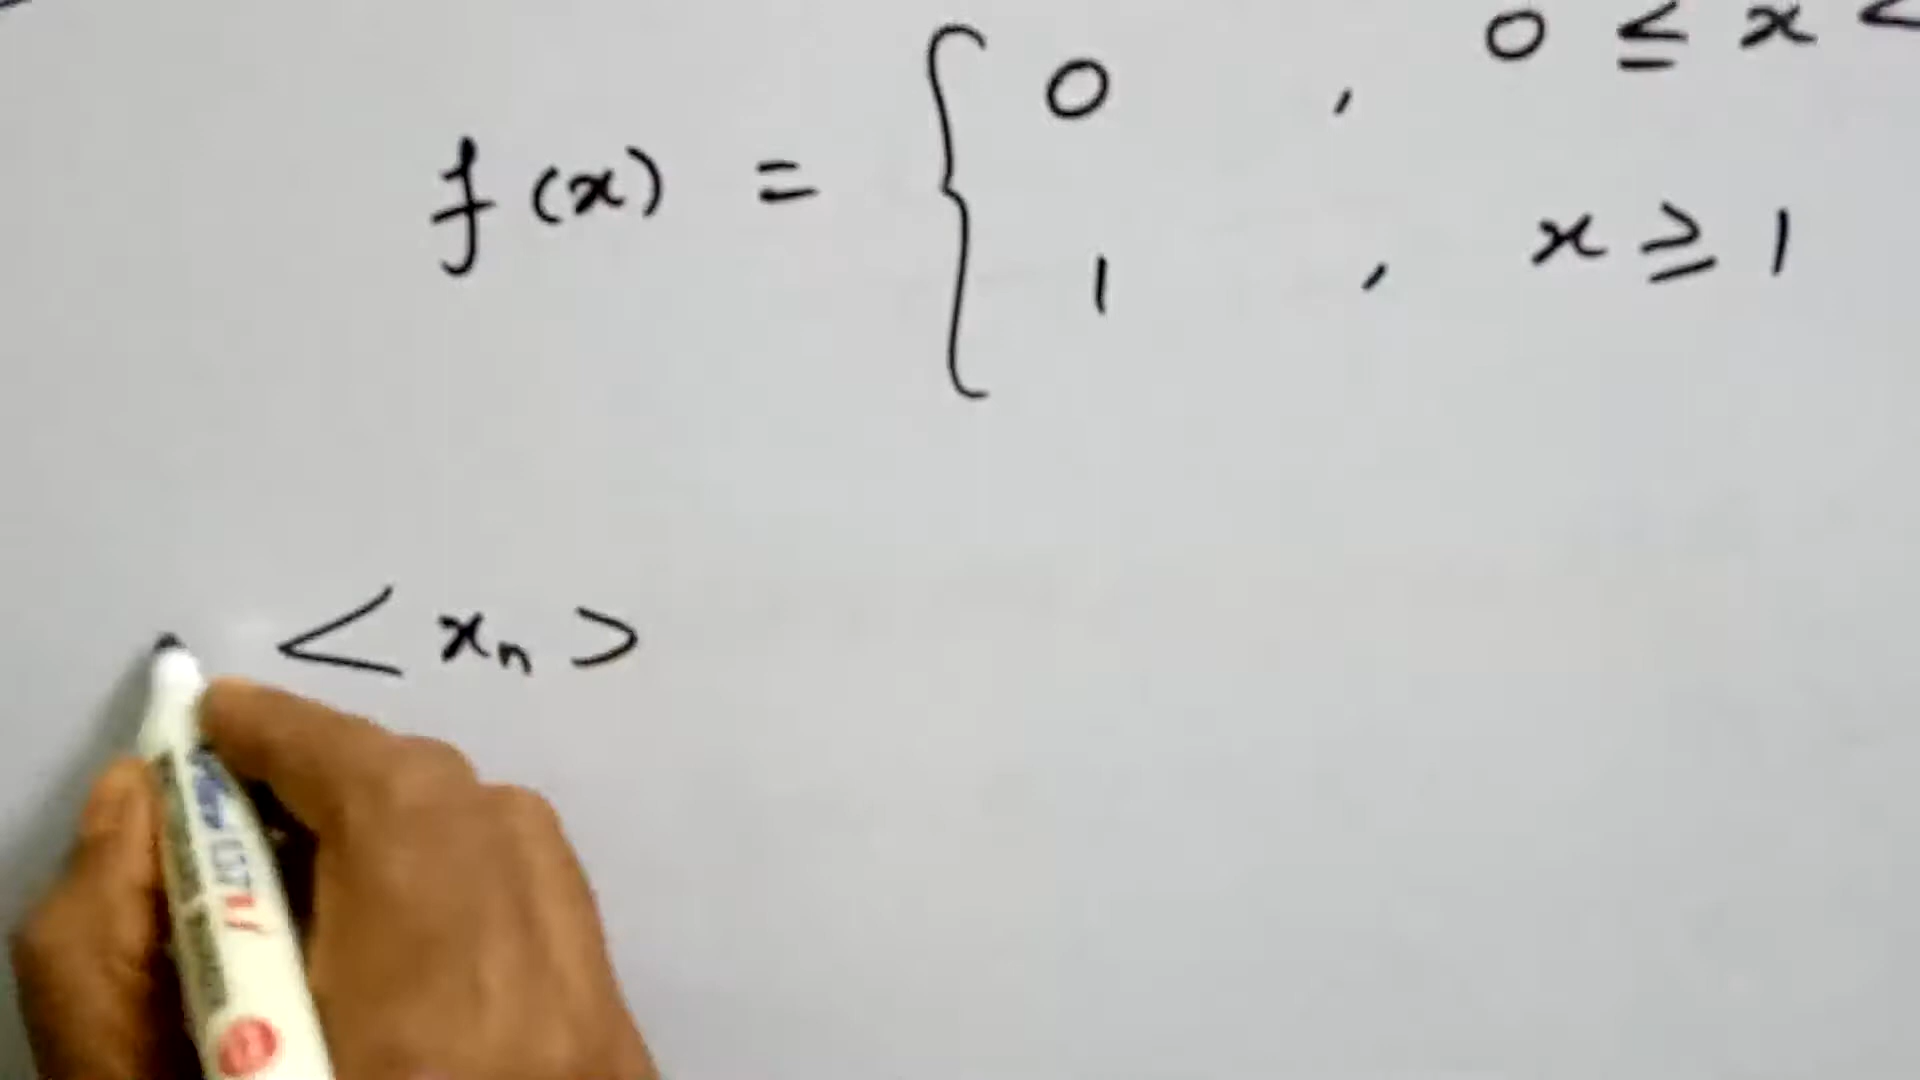 0 , 0 ≤ x <
f(x) = {
1 , x ≥ 1
< xₙ >